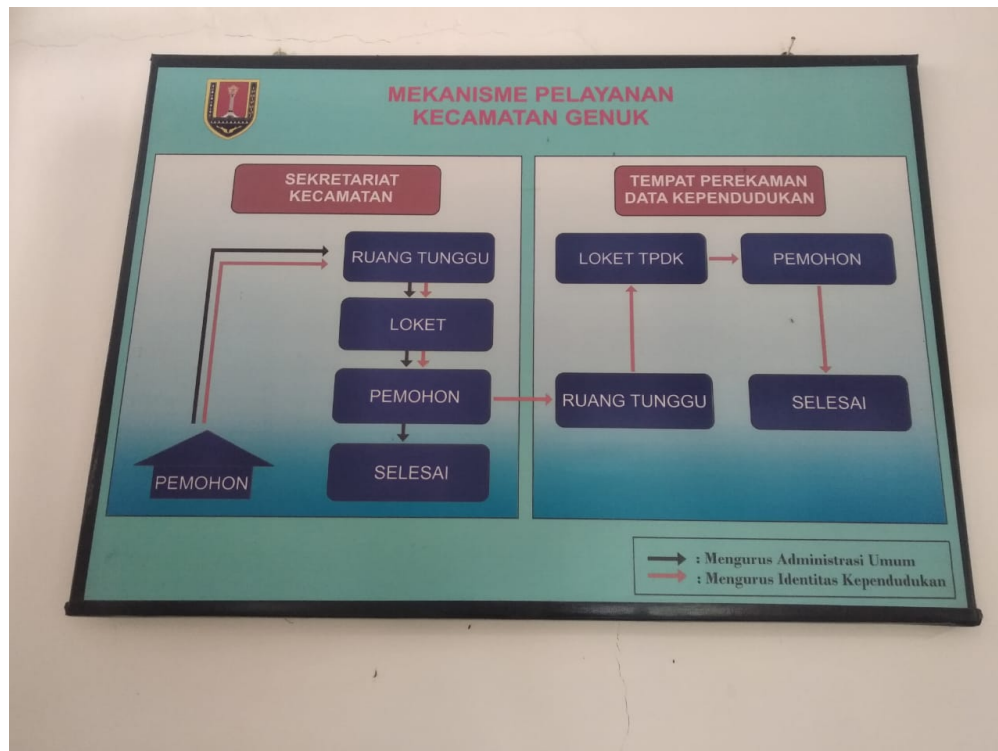 MEKANISME PELAYANAN
KECAMATAN GENUK
SEKRETARIAT
KECAMATAN
RUANG TUNGGU
LOKET
PEMOHON
SELESAI
PEMOHON
TEMPAT PEREKAMAN
DATA KEPENDUDUKAN
LOKET TPDK
PEMOHON
RUANG TUNGGU
SELESAI
: Mengurus Administrasi Umum
: Mengurus Identitas Kependudukan